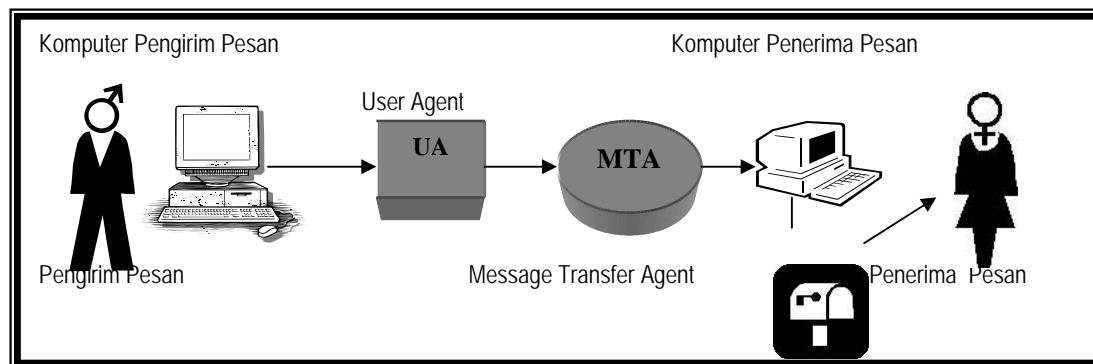 Komputer Pengirim Pesan
Komputer Penerima Pesan
User Agent
UA
MTA
Pengirim Pesan
Message Transfer Agent
Penerima Pesan